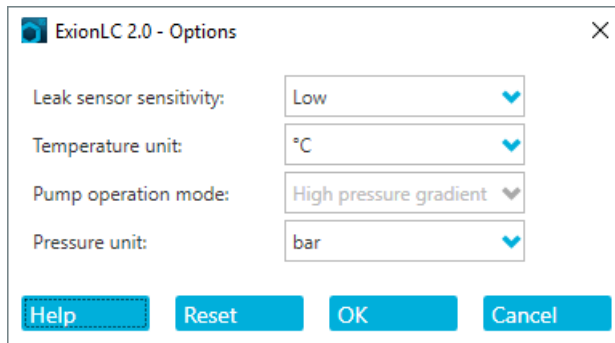 ExionLC 2.0 - Options
Leak sensor sensitivity: Low
Temperature unit: °C
Pump operation mode: High pressure gradient
Pressure unit: bar
Help Reset OK Cancel